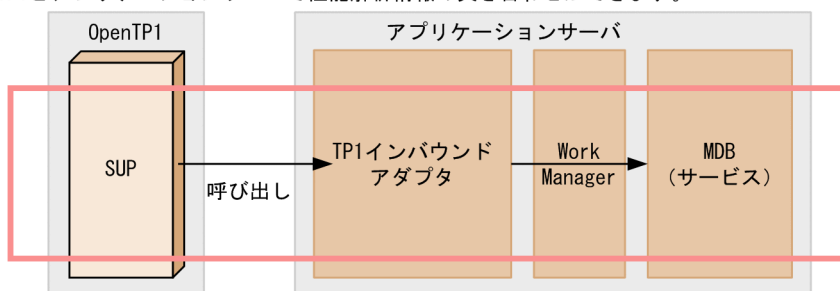 OpenTP1
アプリケーションサーバ
SUP
呼び出し
TP1インバウンド
アダプタ
Work
Manager
MDB
(サービス)